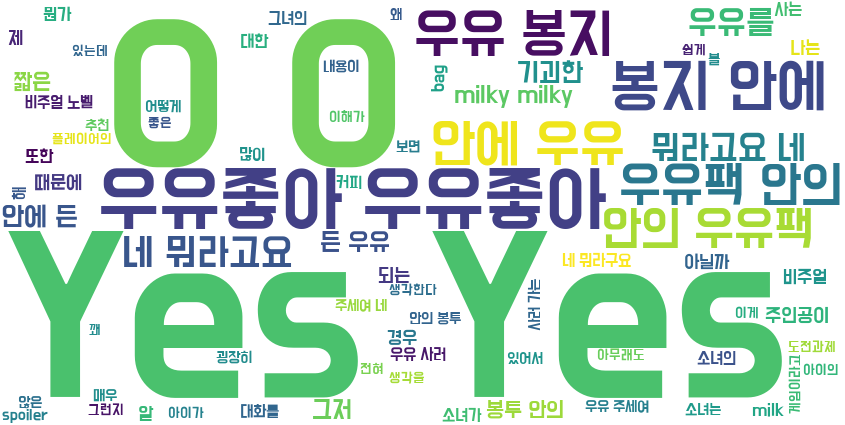 뭔가
그녀의
왜
우유 봉지
우유를
사는
제
있는데
대한
쉽게
나는
볼
짧은
내용이
bag
기괴한
봉지 안에
비주얼 노벨
어떻게
milky milky
좋은
추천
이해가
플레이어의
안에 우유
뭐라고요 네
또한
많이
보면
해
때문에
커피
우유팩 안의
안에 든
우유좋아 우유좋아
안의 우유팩
O O
네 뭐라고요
든 우유
네 뭐라구요
아닐까
되는
비주얼
생각한다
사러 가는
주세여 네
안의 봉투
이게
주인공이
Yes Yes
꽤
경우
우유 사러
도전과제
굉장히
있어서
아무래도
소녀의
게임이라고
전혀
아이의
생각을
않은
매우
그런지
spoiler
알
아이가
대화를
그저
소녀가
봉투 안의
우유 주세여
소녀는
milk